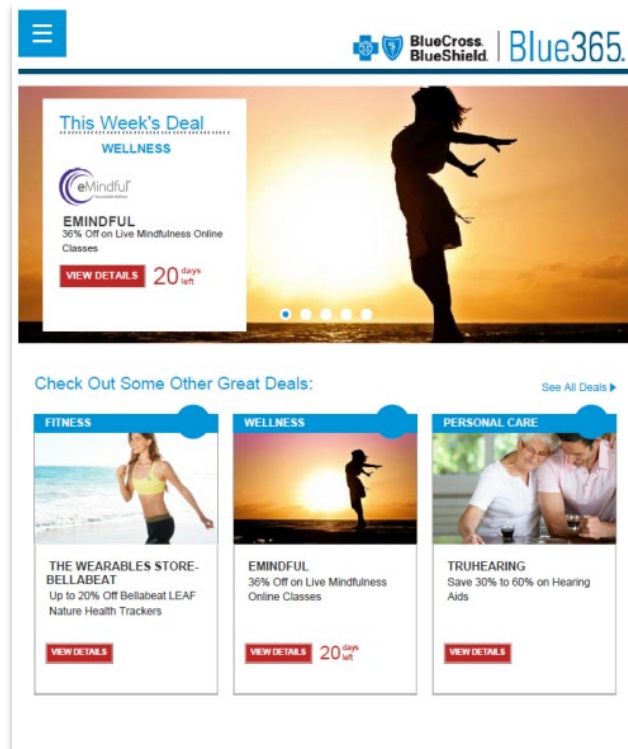 BlueCross
BlueShield
Blue365.
This Week's Deal
WELLNESS
eMindful
EMINDFUL
36% Off on Live Mindfulness Online
Classes
VIEW DETAILS 20 days left
Check Out Some Other Great Deals:
See All Deals
FITNESS
THE WEARABLES STORE-
BELLABEAT
Up to 20% Off Bellabeat LEAF
Nature Health Trackers
VIEW DETAILS
WELLNESS
EMINDFUL
36% Off on Live Mindfulness
Online Classes
VIEW DETAILS 20 days left
PERSONAL CARE
TRUHEARING
Save 30% to 60% on Hearing
Aids
VIEW DETAILS